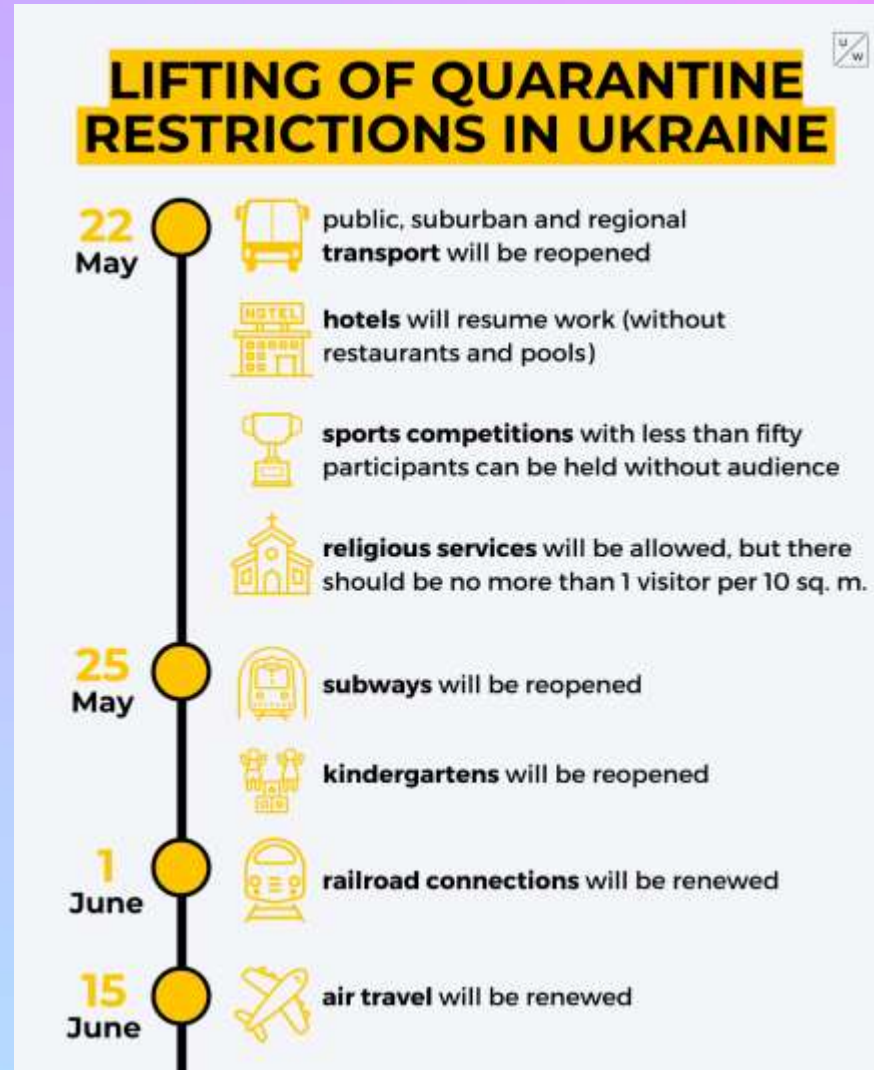 U
W
LIFTING OF QUARANTINE
RESTRICTIONS IN UKRAINE
22
May
public, suburban and regional
transport will be reopened
HOTEL
hotels will resume work (without
restaurants and pools)
sports competitions with less than fifty
participants can be held without audience
religious services will be allowed, but there
should be no more than 1 visitor per 10 sq. m.
25
May
subways will be reopened
kindergartens will be reopened
1
June
railroad connections will be renewed
15
June
air travel will be renewed